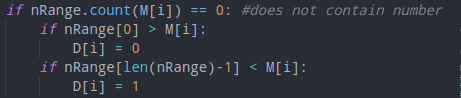 if nRange.count(M[i]) == 0: #does not contain number
    if nRange[0] > M[i]:
        D[i] = 0
    if nRange[len(nRange)-1] < M[i]:
        D[i] = 1